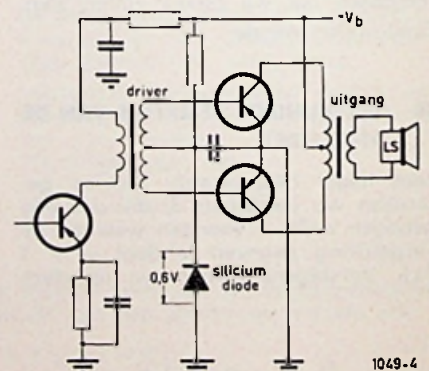 -Vb
driver
uitgang
LS
0,6V
silicium
diode
1049-4